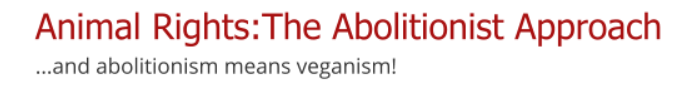 Animal Rights:The Abolitionist Approach
...and abolitionism means veganism!